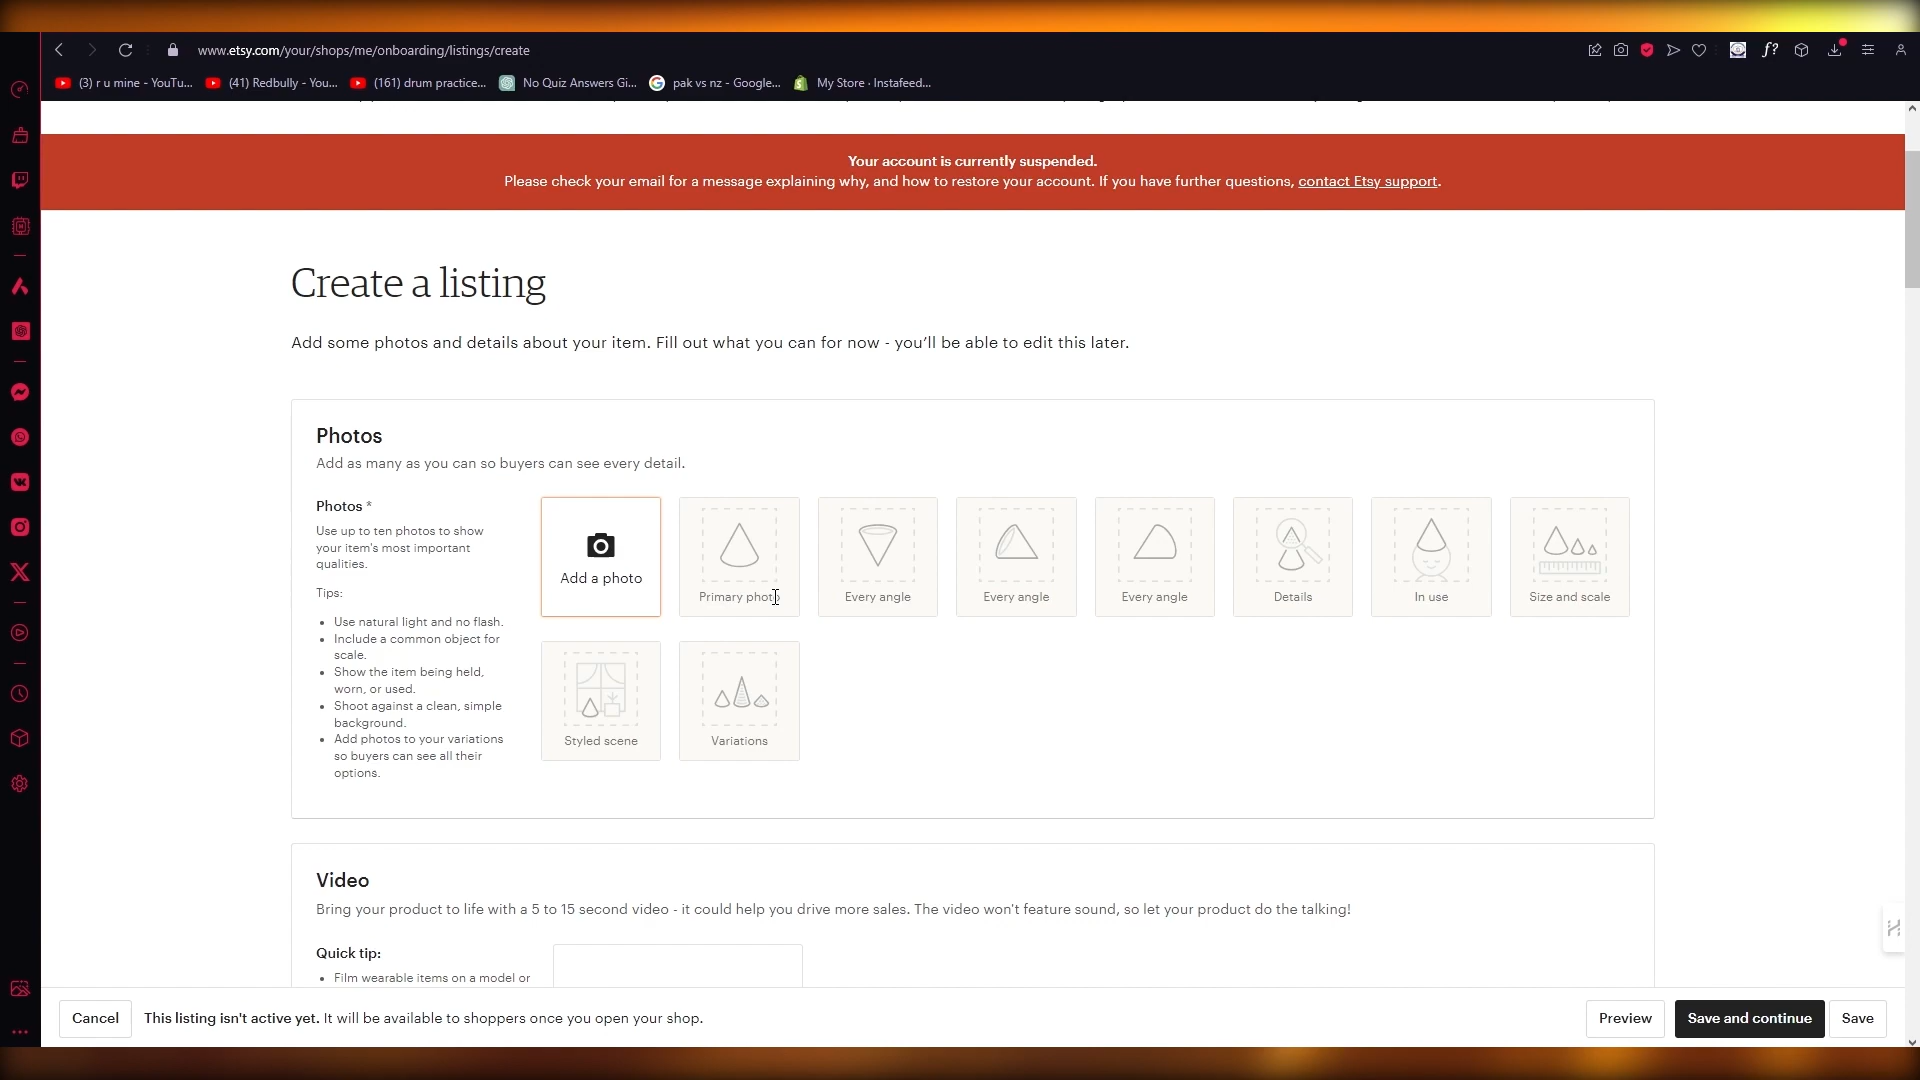 www.etsy.com/your/shops/me/onboarding/listings/create
(3) r u mine - YouTu...
(41) Redbully - You...
(161) drum practice...
No Quiz Answers Gi...
pak vs nz - Google...
My Store · Instafeed...
Your account is currently suspended.
Please check your email for a message explaining why, and how to restore your account. If you have further questions, contact Etsy support.
Create a listing
Add some photos and details about your item. Fill out what you can for now - you’ll be able to edit this later.
Photos
Add as many as you can so buyers can see every detail.
Photos *
Use up to ten photos to show
your item's most important
qualities.
Tips:
• Use natural light and no flash.
• Include a common object for
scale.
• Show the item being held,
worn, or used.
• Shoot against a clean, simple
background.
• Add photos to your variations
so buyers can see all their
options.
Add a photo
Primary photo
Every angle
Every angle
Every angle
Details
In use
Size and scale
Styled scene
Variations
Video
Bring your product to life with a 5 to 15 second video - it could help you drive more sales. The video won't feature sound, so let your product do the talking!
Quick tip:
• Film wearable items on a model or
Cancel
This listing isn't active yet. It will be available to shoppers once you open your shop.
Preview
Save and continue
Save